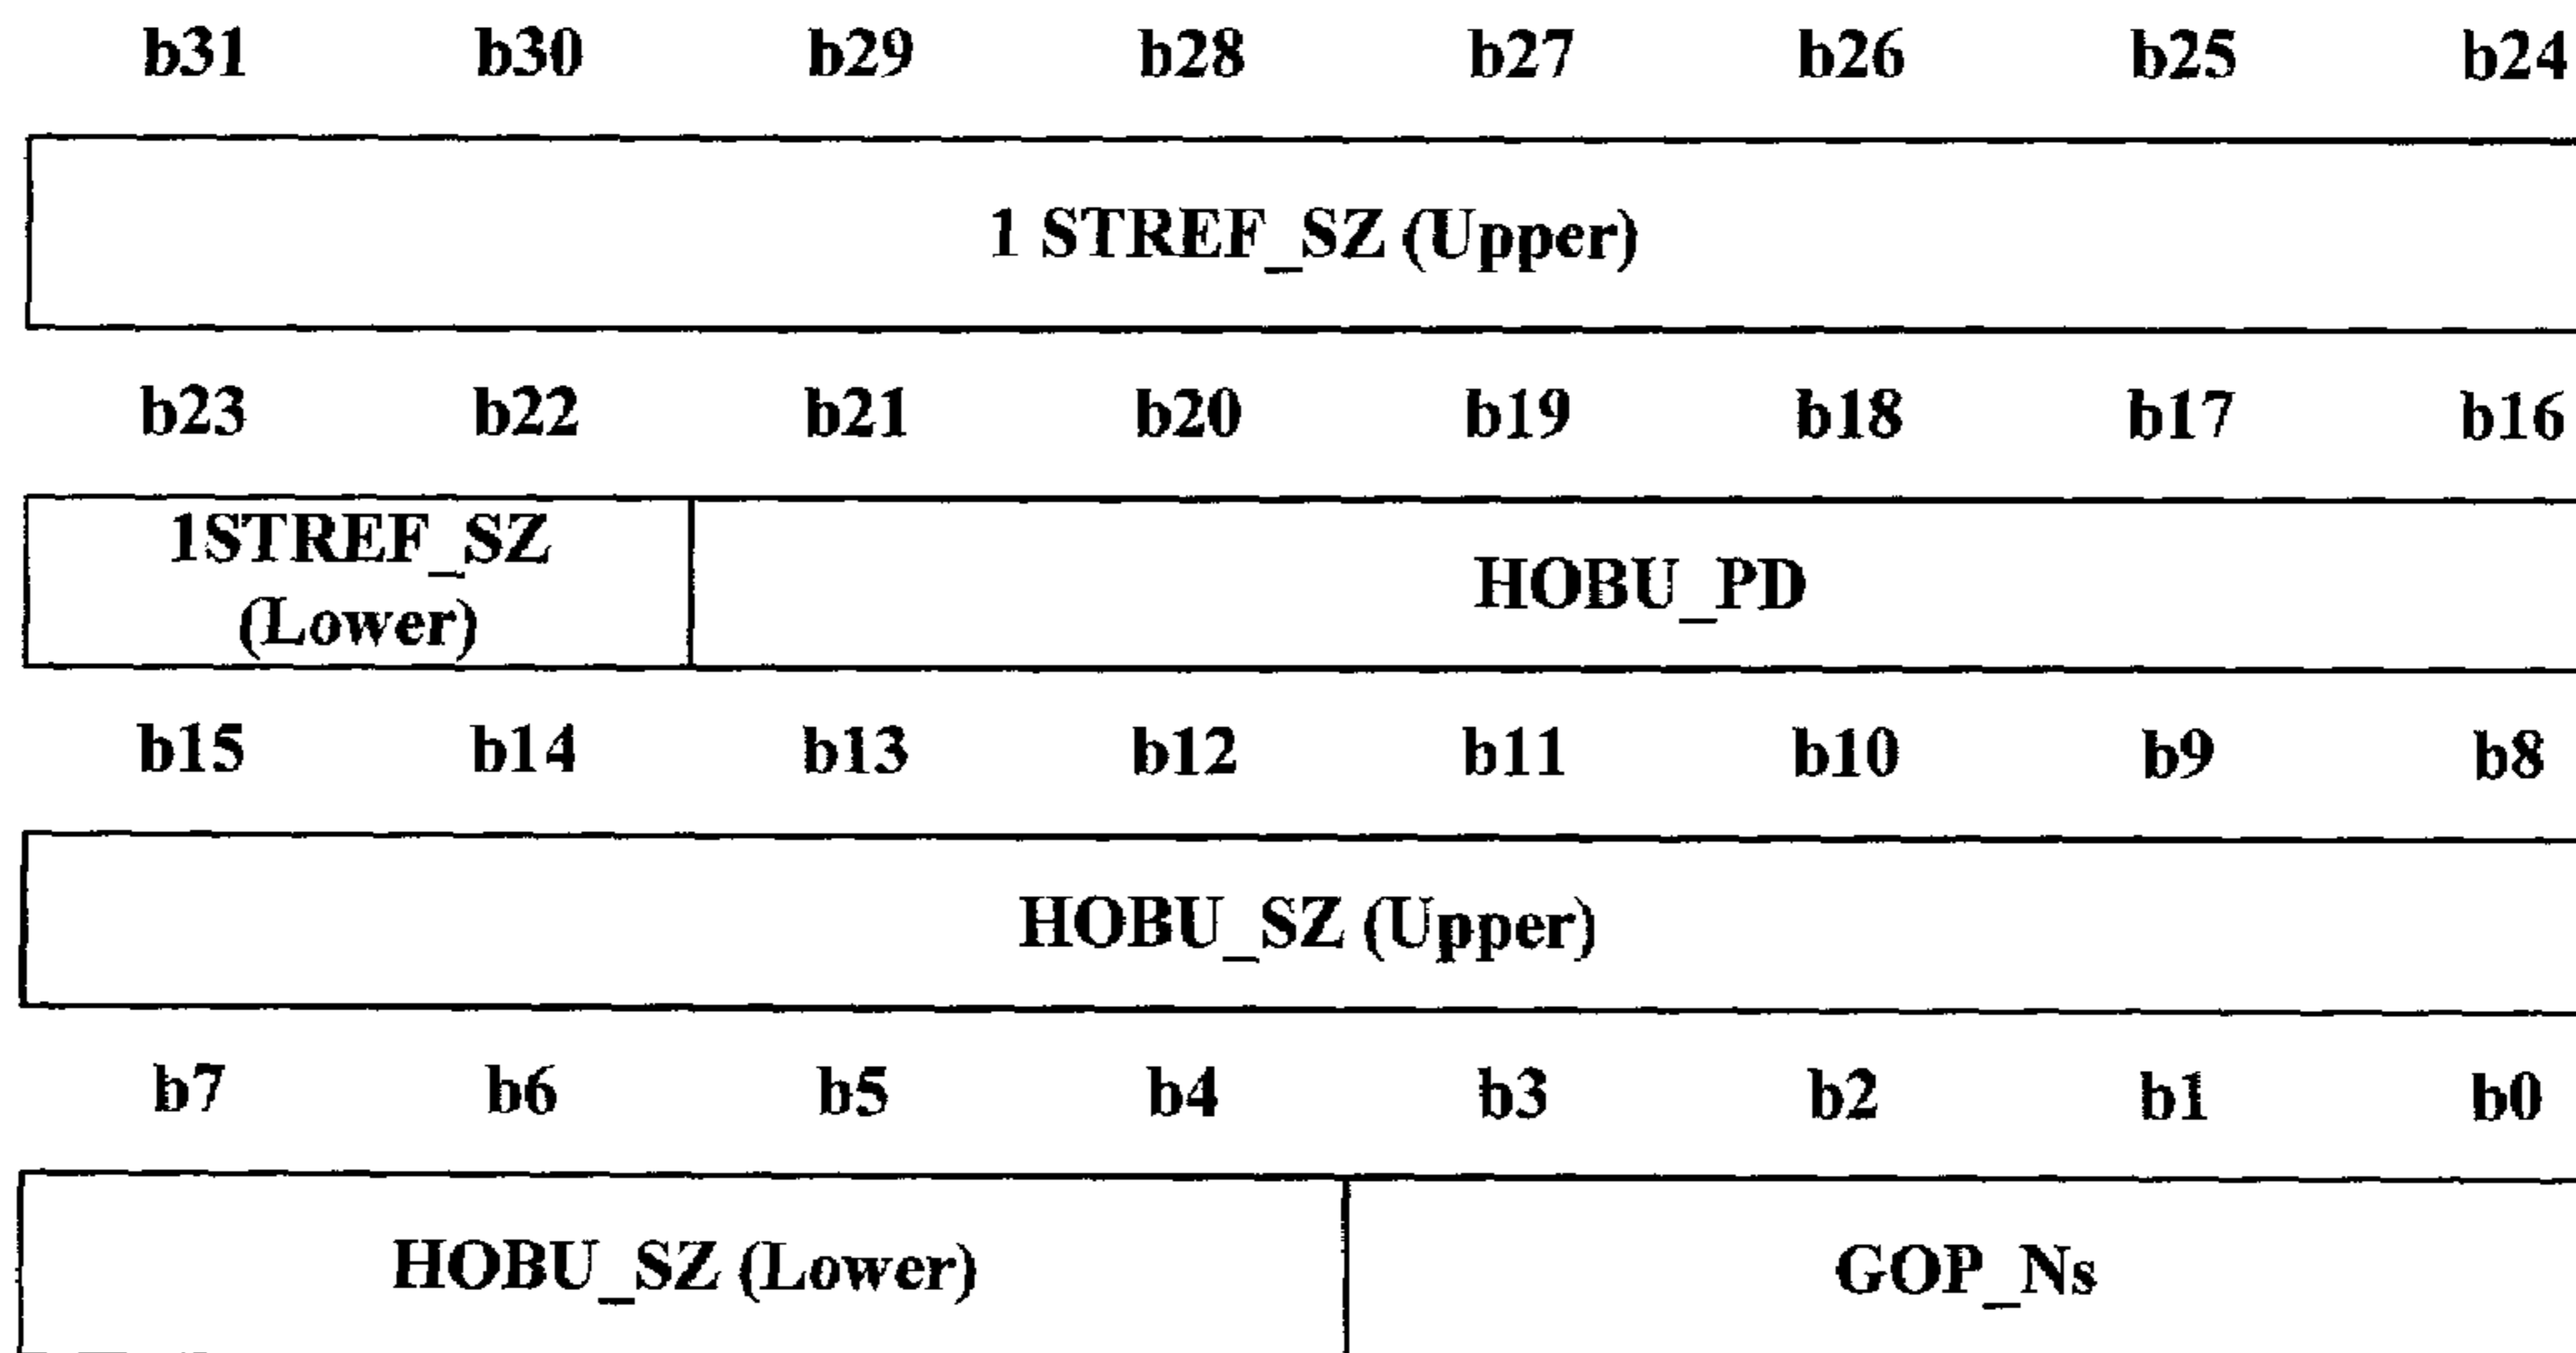 b31 b30 b29 b28 b27 b26 b25 b24
1 STREF_SZ (Upper)
b23 b22 b21 b20 b19 b18 b17 b16
1STREF_SZ
(Lower)
HOBU_PD
b15 b14 b13 b12 b11 b10 b9 b8
HOBU_SZ (Upper)
b7 b6 b5 b4 b3 b2 b1 b0
HOBU_SZ (Lower) GOP_Ns